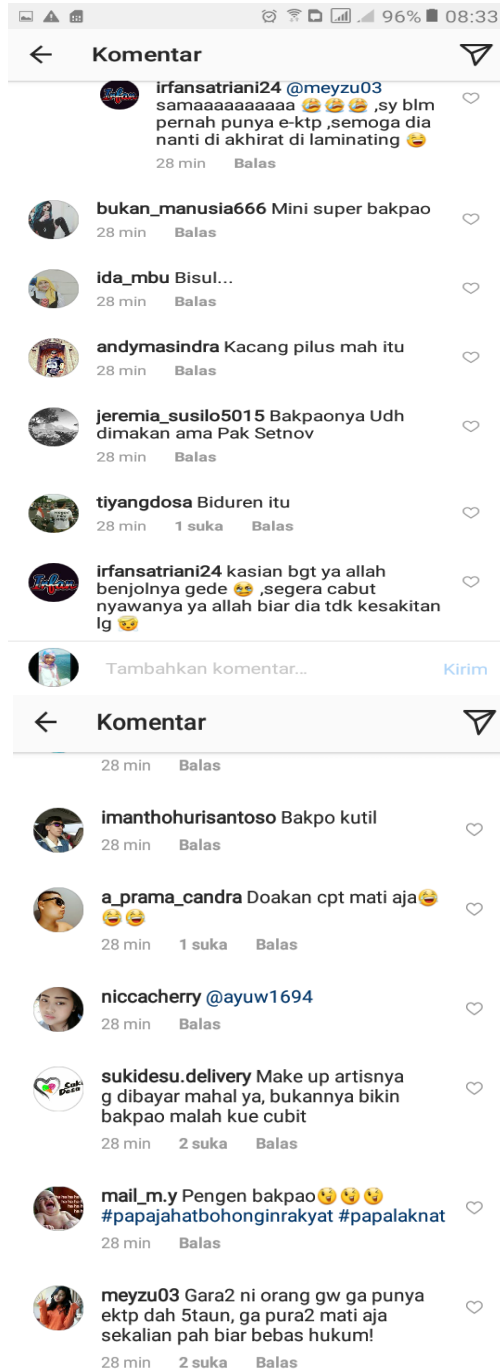 96% 08:33
Komentar
irfansatriani24 @meyzu03
samaaaaaaaaaa 🤣🤣🤣 ,sy blm
pernah punya e-ktp ,semoga dia
nanti di akhirat di laminating 😅
28 min Balas
bukan_manusia666 Mini super bakpao
28 min Balas
ida_mbu Bisul...
28 min Balas
andymasindra Kacang pilus mah itu
28 min Balas
jeremia_susilo5015 Bakpaonya Udh
dimakan ama Pak Setnov
28 min Balas
tiyangdosa Biduren itu
28 min 1 suka Balas
irfansatriani24 kasian bgt ya allah
benjolnya gede 😢 ,segera cabut
nyawanya ya allah biar dia tdk kesakitan
lg 😇
Tambahkan komentar... Kirim
Komentar
28 min Balas
imanthohurisantoso Bakpo kutil
28 min Balas
a_prama_candra Doakan cpt mati aja😂
😂😂
28 min 1 suka Balas
niccacherry @ayuw1694
28 min Balas
sukidesu.delivery Make up artisnya
g dibayar mahal ya, bukannya bikin
bakpao malah kue cubit
28 min 2 suka Balas
mail_m.y Pengen bakpao😜😜😜
#papajahatbohonginrakyat #papalaknat
28 min Balas
meyzu03 Gara2 ni orang gw ga punya
ektp dah 5taun, ga pura2 mati aja
sekalian pah biar bebas hukum!
28 min 2 suka Balas